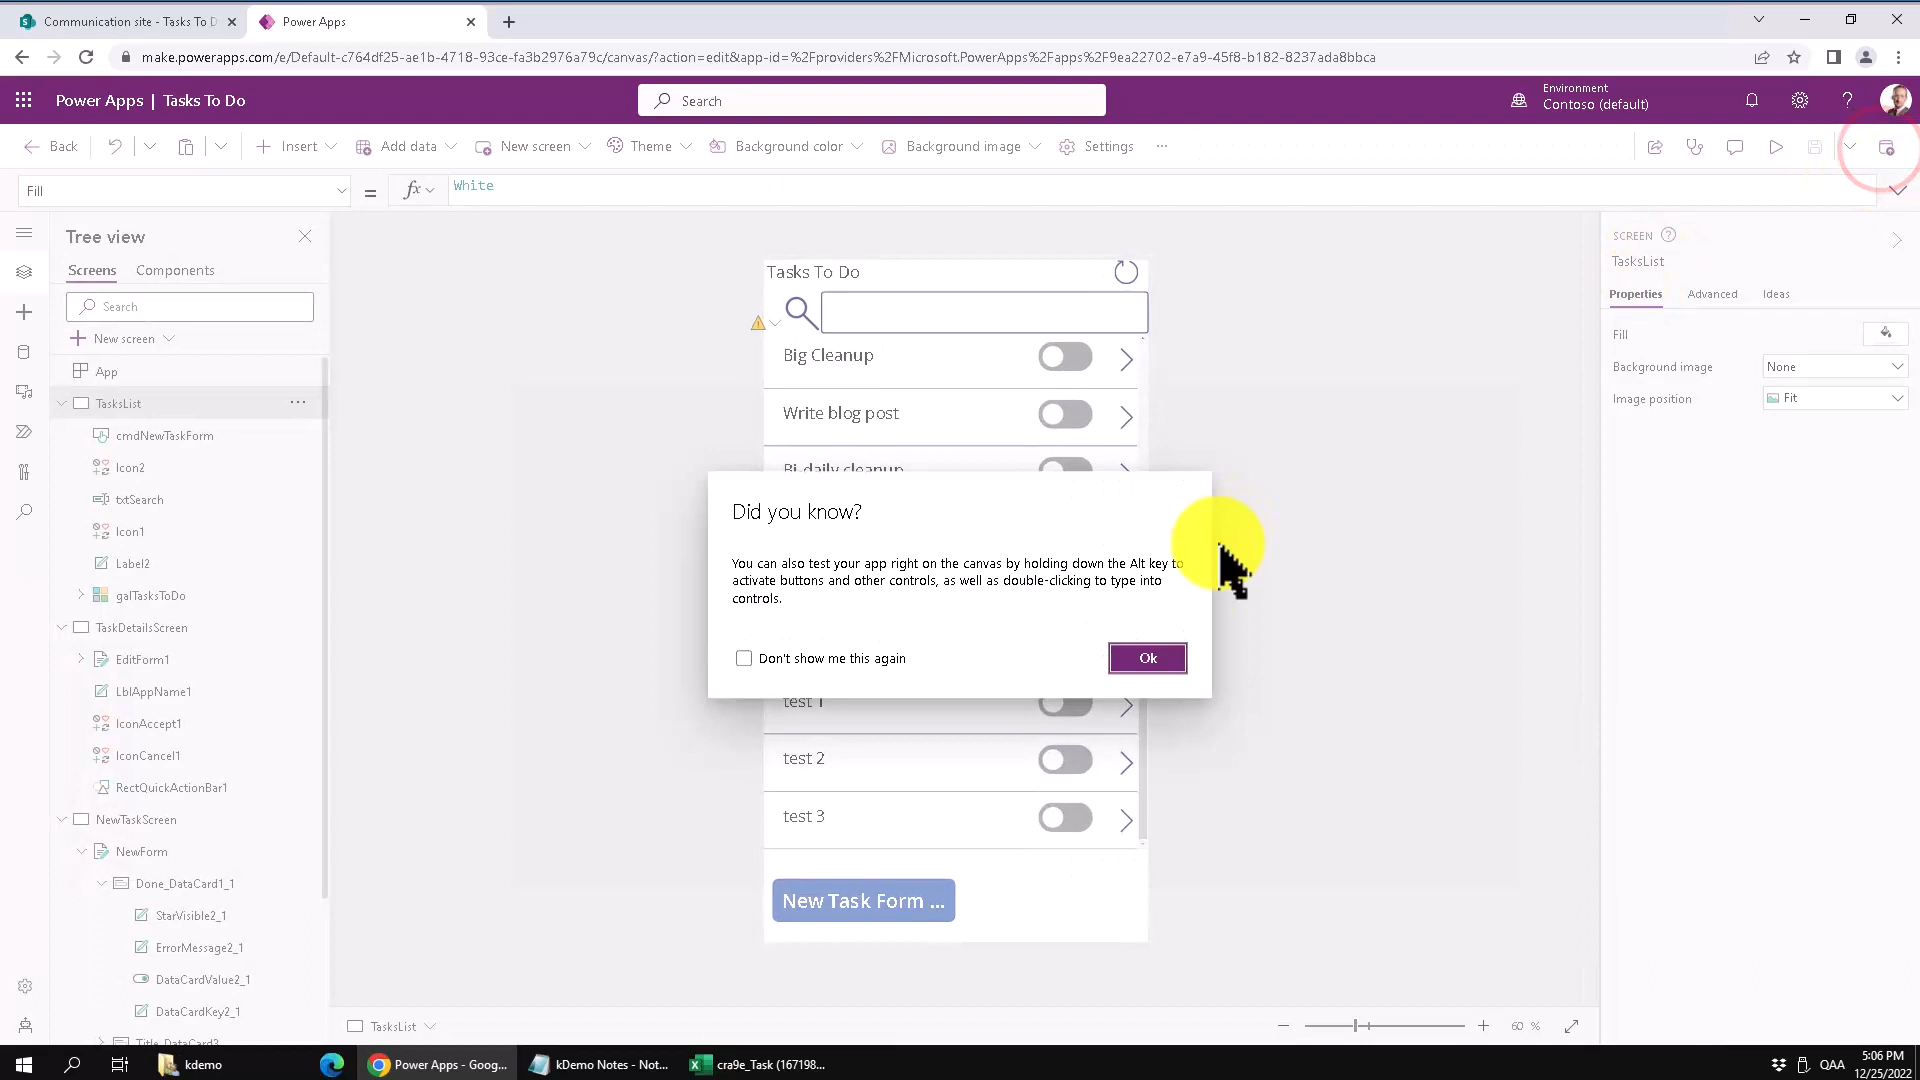 Communication site - Tasks To D
Power Apps
make.powerapps.com/e/Default-c764df25-ae1b-4718-93ce-fa3b2976a79c/canvas/?action=edit&app-id=%2Fproviders%2FMicrosoft.PowerApps%2Fapps%2F9ea22702-e7a9-45f8-b182-8237ada8bbca
Power Apps | Tasks To Do
Search
Environment
Contoso (default)
Back
Insert
Add data
New screen
Theme
Background color
Background image
Settings
Fill
=
fx
White
Tree view
Screens
Components
Search
New screen
App
TasksList
cmdNewTaskForm
Icon2
txtSearch
Icon1
Label2
galTasksToDo
TaskDetailsScreen
EditForm1
LblAppName1
IconAccept1
IconCancel1
RectQuickActionBar1
NewTaskScreen
NewForm
Done_DataCard1_1
StarVisible2_1
ErrorMessage2_1
DataCardValue2_1
DataCardKey2_1
Title_DataCard3
Tasks To Do
Big Cleanup
Write blog post
Bi-daily cleanup
Did you know?
You can also test your app right on the canvas by holding down the Alt key to
activate buttons and other controls, as well as double-clicking to type into
controls.
Don't show me this again
Ok
test 1
test 2
test 3
New Task Form ...
SCREEN
TasksList
Properties
Advanced
Ideas
Fill
Background image
None
Image position
Fit
TasksList
60 %
kdemo
Power Apps - Goog...
kDemo Notes - Not...
cra9e_Task (167198...
QAA
5:06 PM
12/25/2022